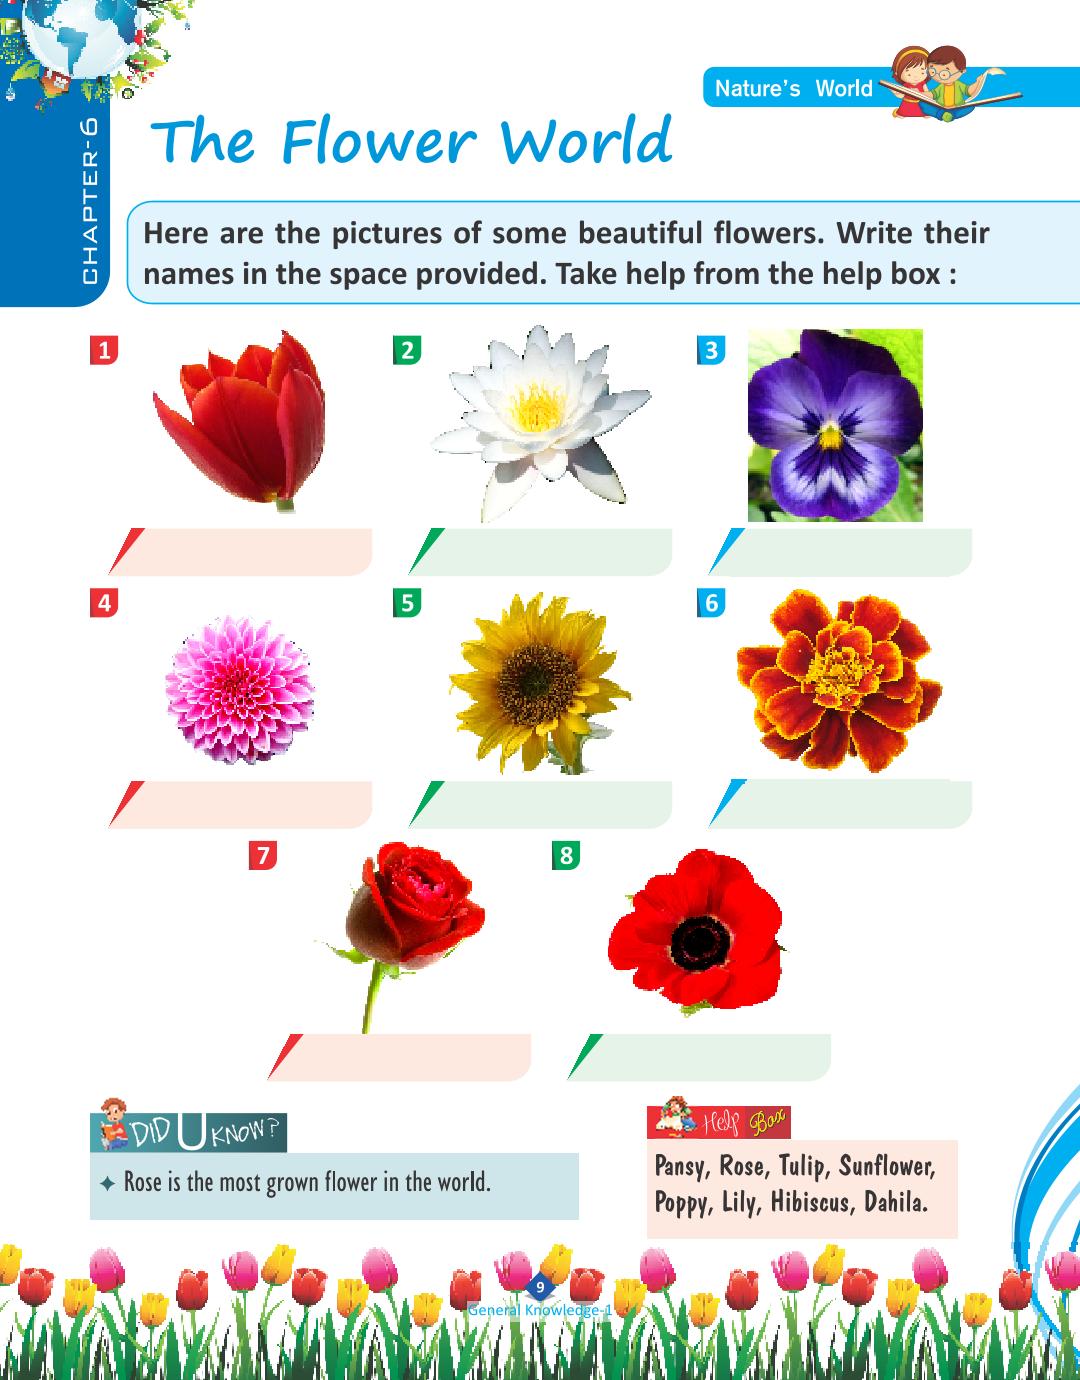 Nature's World
CHAPTER-6
The Flower World
Here are the pictures of some beautiful flowers. Write their
names in the space provided. Take help from the help box :
1
2
3
4
5
6
7
8
DID U KNOW?
Rose is the most grown flower in the world.
Help Box
Pansy, Rose, Tulip, Sunflower,
Poppy, Lily, Hibiscus, Dahila.
9
General Knowledge-1